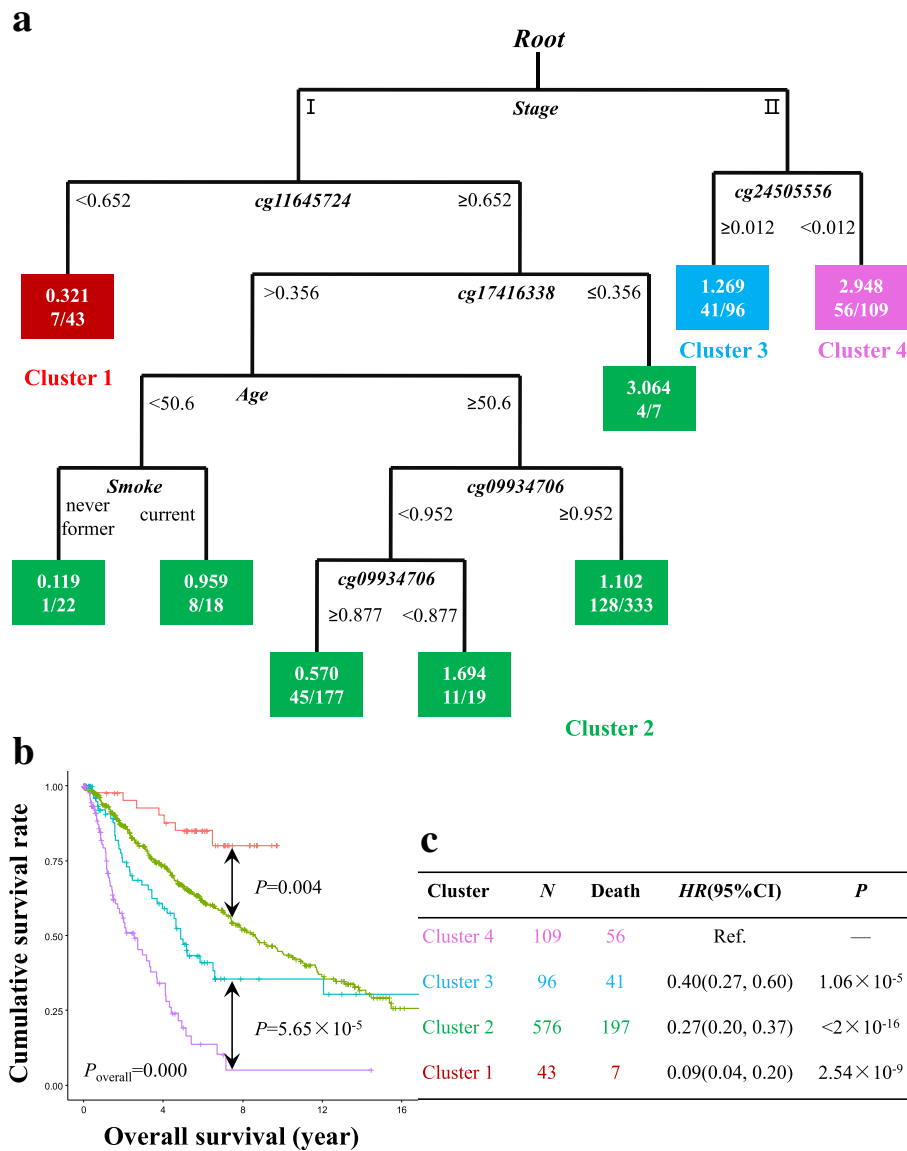 a
Root
I
Stage
II
<0.652
cg11645724
≥0.652
cg24505556
≥0.012
<0.012
0.321
7/43
Cluster 1
>0.356
cg17416338
≤0.356
1.269
41/96
Cluster 3
2.948
56/109
Cluster 4
3.064
4/7
<50.6
Age
≥50.6
Smoke
never
former
current
cg09934706
<0.952
≥0.952
0.119
1/22
0.959
8/18
cg09934706
≥0.877
<0.877
1.102
128/333
0.570
45/177
1.694
11/19
Cluster 2
b
Cumulative survival rate
1.00
0.75
0.50
0.25
0.00
P=0.004
P=5.65×10-5
Poverall=0.000
0 4 8 12 16
Overall survival (year)
c
Cluster N Death HR(95%CI) P
Cluster 4 109 56 Ref. —
Cluster 3 96 41 0.40(0.27, 0.60) 1.06×10-5
Cluster 2 576 197 0.27(0.20, 0.37) <2×10-16
Cluster 1 43 7 0.09(0.04, 0.20) 2.54×10-9